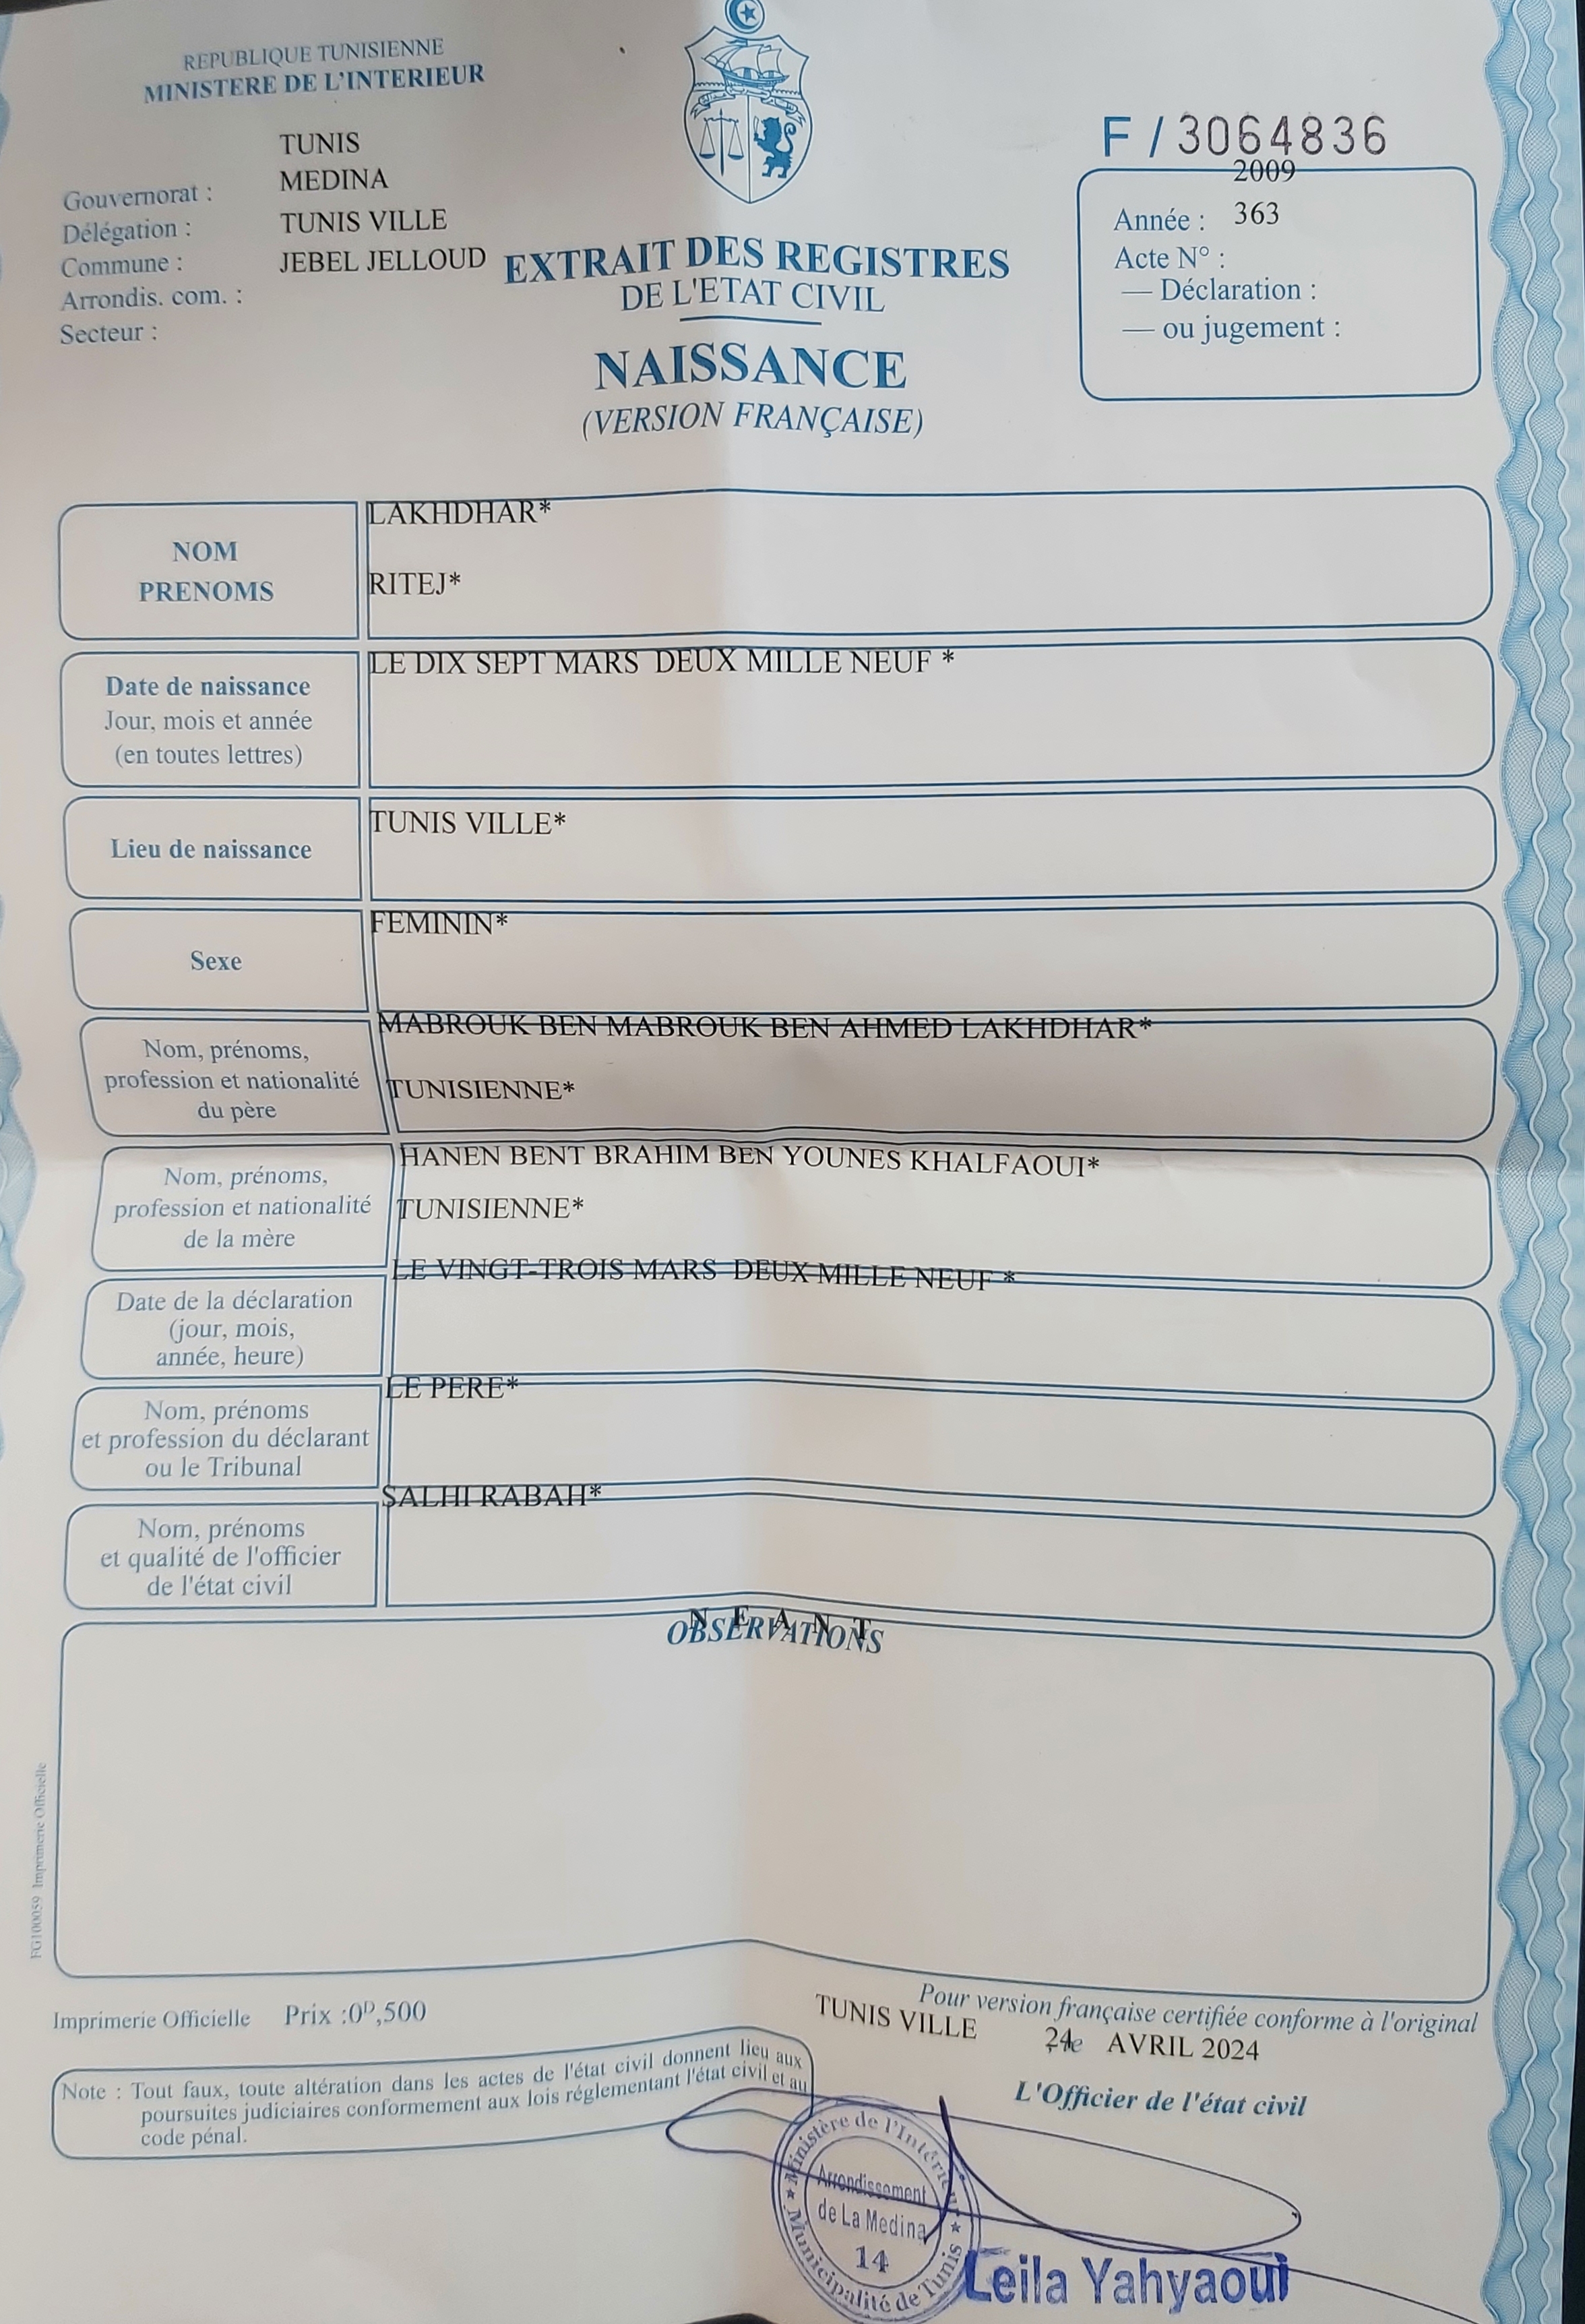 REPUBLIQUE TUNISIENNE
MINISTERE DE L'INTERIEUR
TUNIS
MEDINA
Gouvernorat :
TUNIS VILLE
Délégation :
JEBEL JELLOUD
Commune :
Arrondis. com. :
Secteur :
F / 3064836
2009
Année : 363
Acte N° :
— Déclaration :
— ou jugement :
EXTRAIT DES REGISTRES
DE L'ETAT CIVIL
NAISSANCE
(VERSION FRANÇAISE)
NOM
PRENOMS
LAKHDHAR*
RITEJ*
Date de naissance
Jour, mois et année
(en toutes lettres)
LE DIX SEPT MARS DEUX MILLE NEUF *
Lieu de naissance
TUNIS VILLE*
Sexe
FEMININ*
Nom, prénoms,
profession et nationalité
du père
MABROUK BEN MABROUK BEN AHMED LAKHDHAR*
TUNISIENNE*
Nom, prénoms,
profession et nationalité
de la mère
HANEN BENT BRAHIM BEN YOUNES KHALFAOUI*
TUNISIENNE*
Date de la déclaration
(jour, mois,
année, heure)
LE VINGT-TROIS MARS DEUX MILLE NEUF *
Nom, prénoms
et profession du déclarant
ou le Tribunal
LE PERE*
Nom, prénoms
et qualité de l'officier
de l'état civil
SALHI RABAH*
N E A N T
OBSERVATIONS
FG100059 Imprimerie Officielle
Imprimerie Officielle Prix :0ᴰ,500
Pour version française certifiée conforme à l'original
TUNIS VILLE 24 le AVRIL 2024
L'Officier de l'état civil
Note : Tout faux, toute altération dans les actes de l'état civil donnent lieu aux
poursuites judiciaires conformement aux lois réglementant l'état civil et au
code pénal.
Ministère de l'Intérieur
Arrondissement
de La Medina
14
Municipalité de Tunis
Leila Yahyaoui